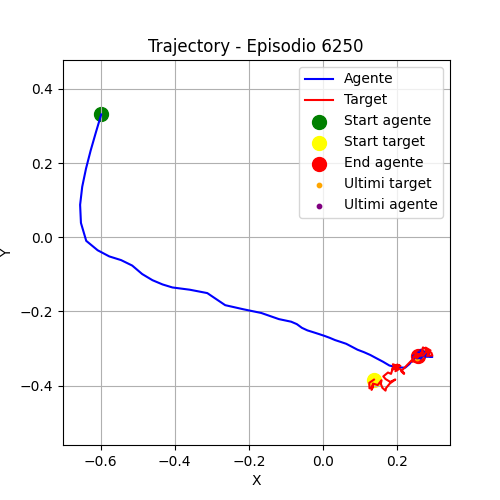 Trajectory - Episodio 6250
Agente
Target
Start agente
Start target
End agente
Ultimi target
Ultimi agente
0.4
0.2
0.0
−0.2
−0.4
Y
−0.6
−0.4
−0.2
0.0
0.2
X